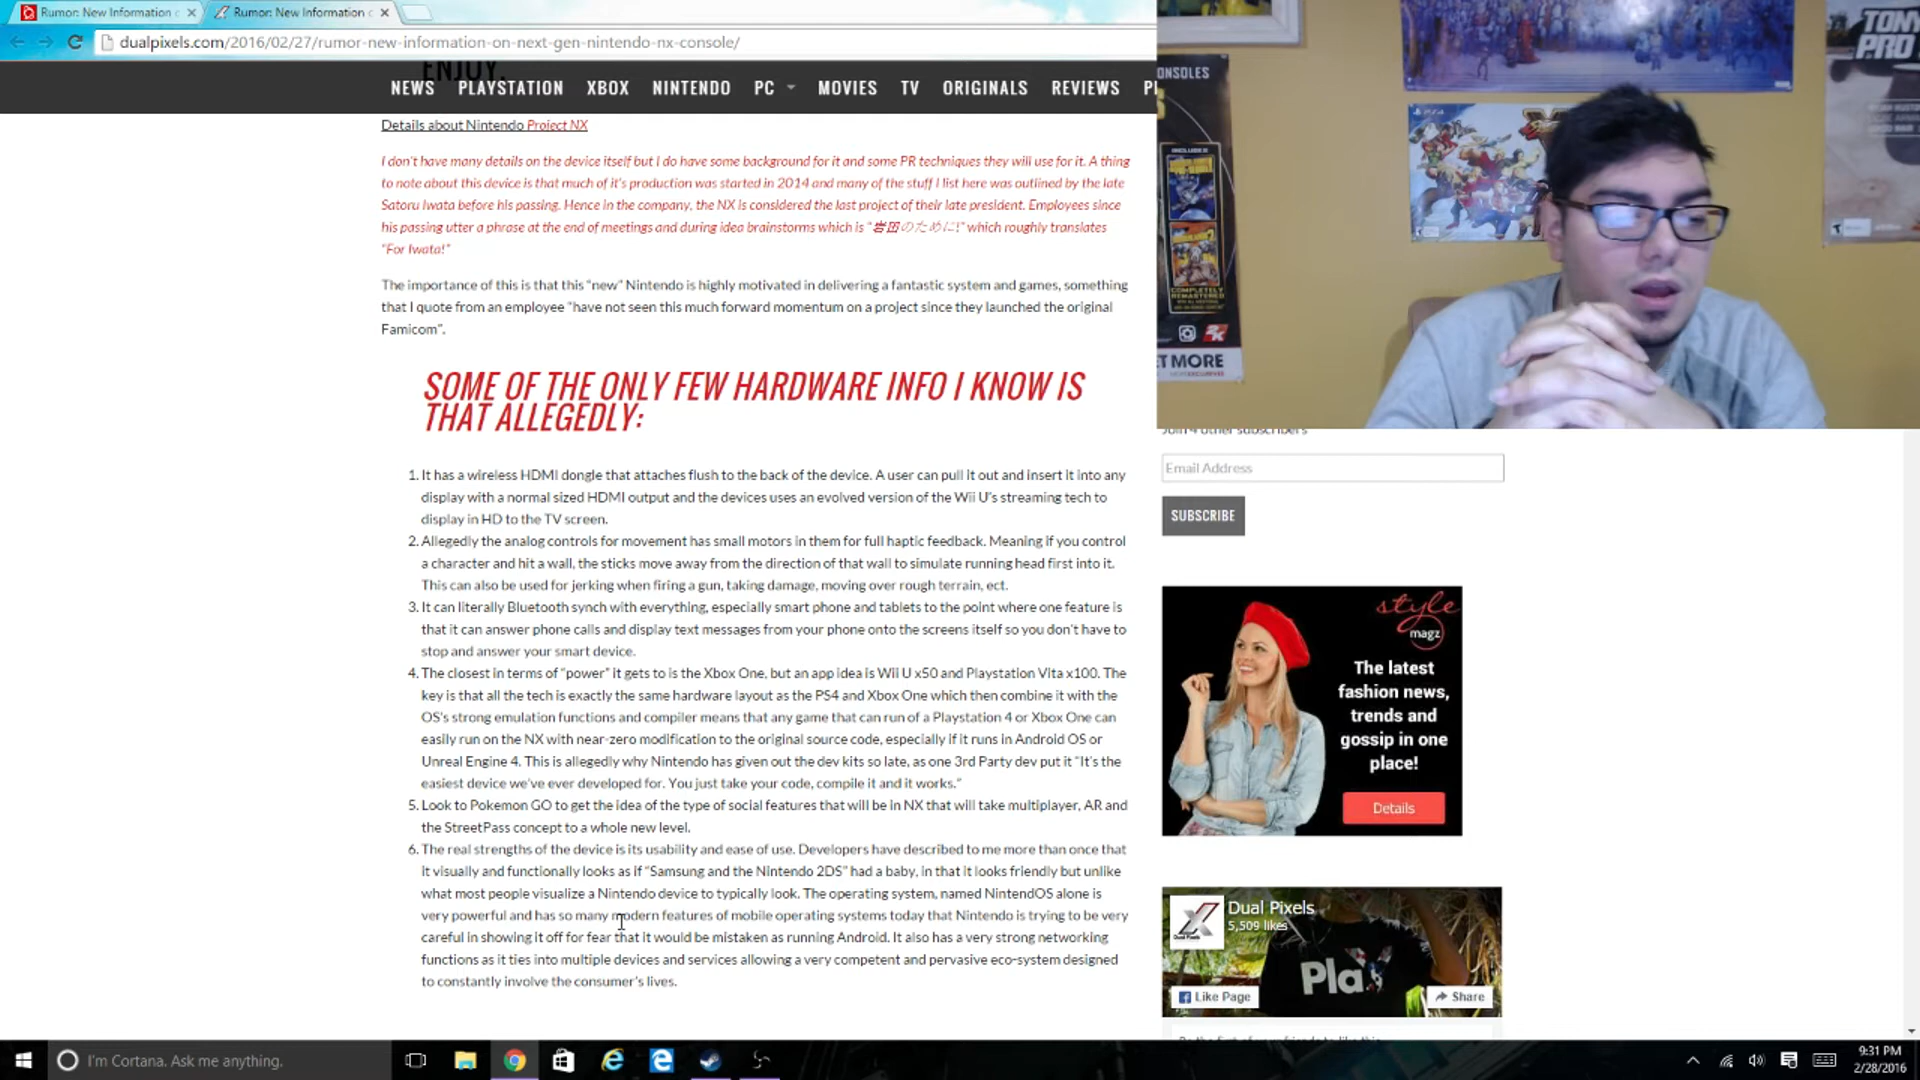 Rumor: New Information
Rumor: New Information
dualpixels.com/2016/02/27/rumor-new-information-on-next-gen-nintendo-nx-console/
ENJOY.
NEWS PLAYSTATION XBOX NINTENDO PC MOVIES TV ORIGINALS REVIEWS
Details about Nintendo Project NX
I don't have many details on the device itself but I do have some background for it and some PR techniques they will use for it. A thing
to note about this device is that much of it's production was started in 2014 and many of the stuff I list here was outlined by the late
Satoru Iwata before his passing. Hence in the company, the NX is considered the last project of their late president. Employees since
his passing utter a phrase at the end of meetings and during idea brainstorms which is "岩田のために!" which roughly translates
"For Iwata!"
The importance of this is that this "new" Nintendo is highly motivated in delivering a fantastic system and games, something
that I quote from an employee "have not seen this much forward momentum on a project since they launched the original
Famicom".
SOME OF THE ONLY FEW HARDWARE INFO I KNOW IS
THAT ALLEGEDLY:
1. It has a wireless HDMI dongle that attaches flush to the back of the device. A user can pull it out and insert it into any
display with a normal sized HDMI output and the devices uses an evolved version of the Wii U's streaming tech to
display in HD to the TV screen.
2. Allegedly the analog controls for movement has small motors in them for full haptic feedback. Meaning if you control
a character and hit a wall, the sticks move away from the direction of that wall to simulate running head first into it.
This can also be used for jerking when firing a gun, taking damage, moving over rough terrain, ect.
3. It can literally Bluetooth synch with everything, especially smart phone and tablets to the point where one feature is
that it can answer phone calls and display text messages from your phone onto the screens itself so you don't have to
stop and answer your smart device.
4. The closest in terms of "power" it gets to is the Xbox One, but an app idea is Wii U x50 and Playstation Vita x100. The
key is that all the tech is exactly the same hardware layout as the PS4 and Xbox One which then combine it with the
OS's strong emulation functions and compiler means that any game that can run of a Playstation 4 or Xbox One can
easily run on the NX with near-zero modification to the original source code, especially if it runs in Android OS or
Unreal Engine 4. This is allegedly why Nintendo has given out the dev kits so late, as one 3rd Party dev put it "It's the
easiest device we've ever developed for. You just take your code, compile it and it works."
5. Look to Pokemon GO to get the idea of the type of social features that will be in NX that will take multiplayer, AR and
the StreetPass concept to a whole new level.
6. The real strengths of the device is its usability and ease of use. Developers have described to me more than once that
it visually and functionally looks as if "Samsung and the Nintendo 2DS" had a baby, in that it looks friendly but unlike
what most people visualize a Nintendo device to typically look. The operating system, named NintendOS alone is
very powerful and has so many modern features of mobile operating systems today that Nintendo is trying to be very
careful in showing it off for fear that it would be mistaken as running Android. It also has a very strong networking
functions as it ties into multiple devices and services allowing a very competent and pervasive eco-system designed
to constantly involve the consumer's lives.
ONSOLES
INCLUDES
COMPLETELY
REMASTERED
2K
ET MORE
PS4
TONY
PRO
Join 4 other subscribers
Email Address
SUBSCRIBE
style
magz
The latest
fashion news,
trends and
gossip in one
place!
Details
Dual Pixels
5,509 likes
Pla
Like Page
Share
I'm Cortana. Ask me anything.
9:31 PM
2/28/2016